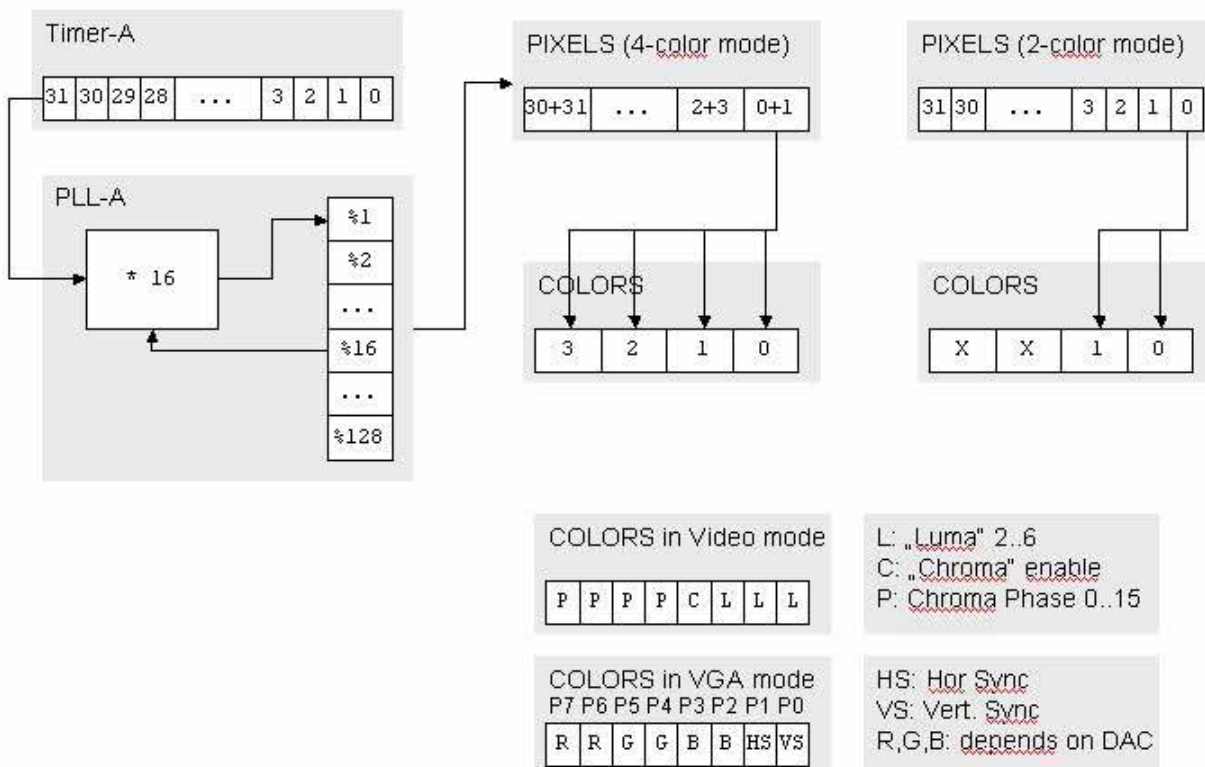 Timer-A
31 30 29 28 ... 3 2 1 0
PLL-A
* 16
%1
%2
...
%16
...
%128
PIXELS (4-color mode)
30+31 ... 2+3 0+1
COLORS
3 2 1 0
PIXELS (2-color mode)
31 30 ... 3 2 1 0
COLORS
X X 1 0
COLORS in Video mode
P P P P C L L L
L: „Luma" 2..6
C: „Chroma" enable
P: Chroma Phase 0..15
COLORS in VGA mode
P7 P6 P5 P4 P3 P2 P1 P0
R R G G B B HS VS
HS: Hor Sync
VS: Vert. Sync
R,G,B: depends on DAC